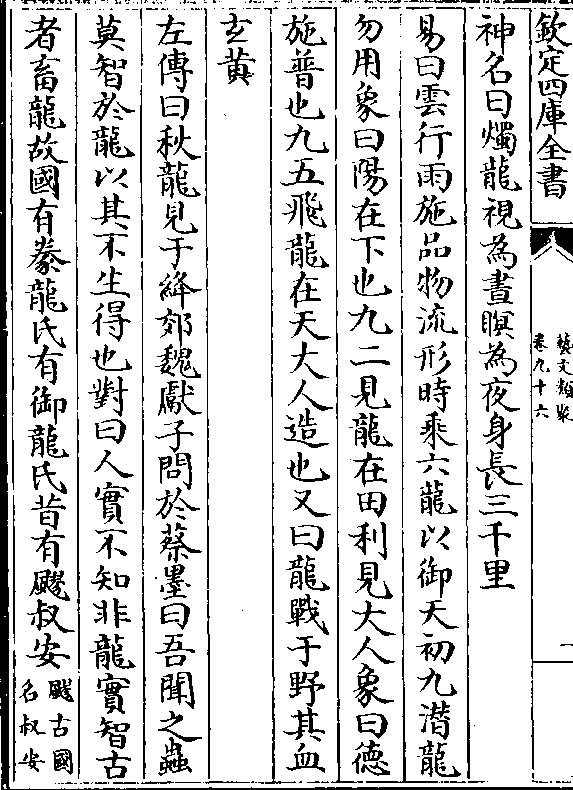 欽定四庫全書
藝文類聚
卷九十六
一
神名曰燭龍視為晝瞑為夜身長三千里
易曰雲行雨施品物流形時乘六龍以御天初九潛龍
勿用象曰陽在下也九二見龍在田利見大人象曰德
施普也九五飛龍在天大人造也又曰龍戰于野其血
玄黃
左傳曰秋龍見于絳郊魏獻子問於蔡墨曰吾聞之蟲
莫智於龍以其不生得也對曰人實不知非龍實智古
者畜龍故國有豢龍氏有御龍氏昔有飂叔安
飂古國
名叔安